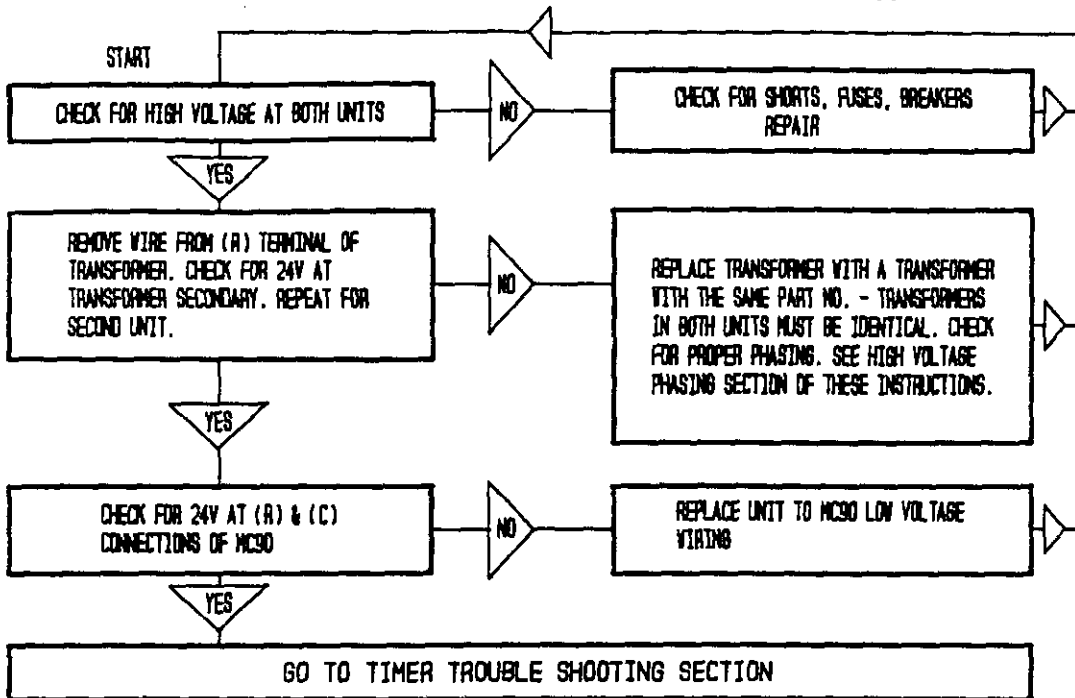 START
CHECK FOR HIGH VOLTAGE AT BOTH UNITS
NO
CHECK FOR SHORTS, FUSES, BREAKERS
REPAIR
YES
REMOVE WIRE FROM (R) TERMINAL OF
TRANSFORMER. CHECK FOR 24V AT
TRANSFORMER SECONDARY. REPEAT FOR
SECOND UNIT.
NO
REPLACE TRANSFORMER WITH A TRANSFORMER
WITH THE SAME PART NO. - TRANSFORMERS
IN BOTH UNITS MUST BE IDENTICAL. CHECK
FOR PROPER PHASING. SEE HIGH VOLTAGE
PHASING SECTION OF THESE INSTRUCTIONS.
YES
CHECK FOR 24V AT (R) & (C)
CONNECTIONS OF MC90
NO
REPLACE UNIT TO MC90 LOW VOLTAGE
WIRING
YES
GO TO TIMER TROUBLE SHOOTING SECTION